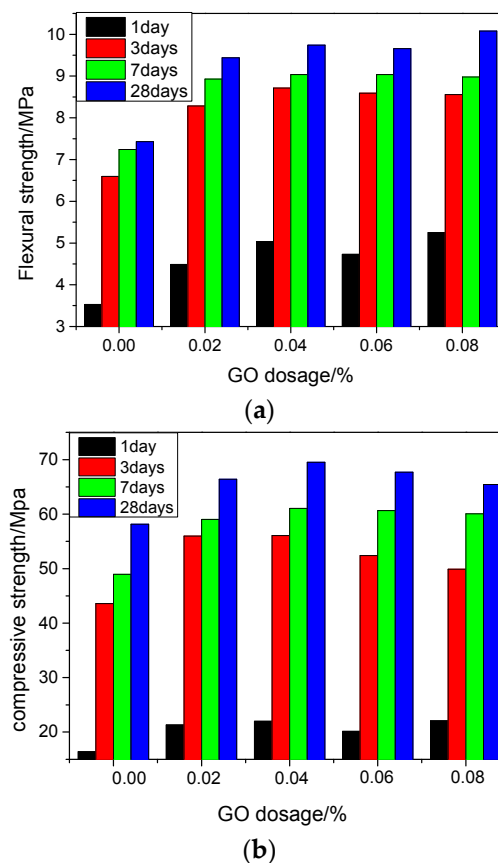 1day
3days
7days
28days
10
9
8
7
6
5
4
3
Flexural strength/MPa
0.00 0.02 0.04 0.06 0.08
GO dosage/%
(a)
1day
3days
7days
28days
70
60
50
40
30
20
compressive strength/Mpa
0.00 0.02 0.04 0.06 0.08
GO dosage/%
(b)